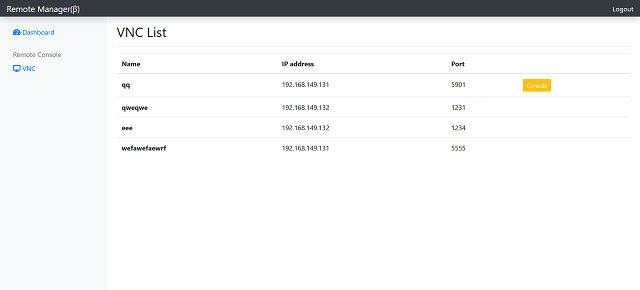 Remote Manager(β) Logout
Dashboard
Remote Console
VNC
VNC List
Name IP address Port
qq 192.168.149.131 5901 Console
qweqwe 192.168.149.132 1231
eee 192.168.149.132 1234
wefawefaewrf 192.168.149.131 5555